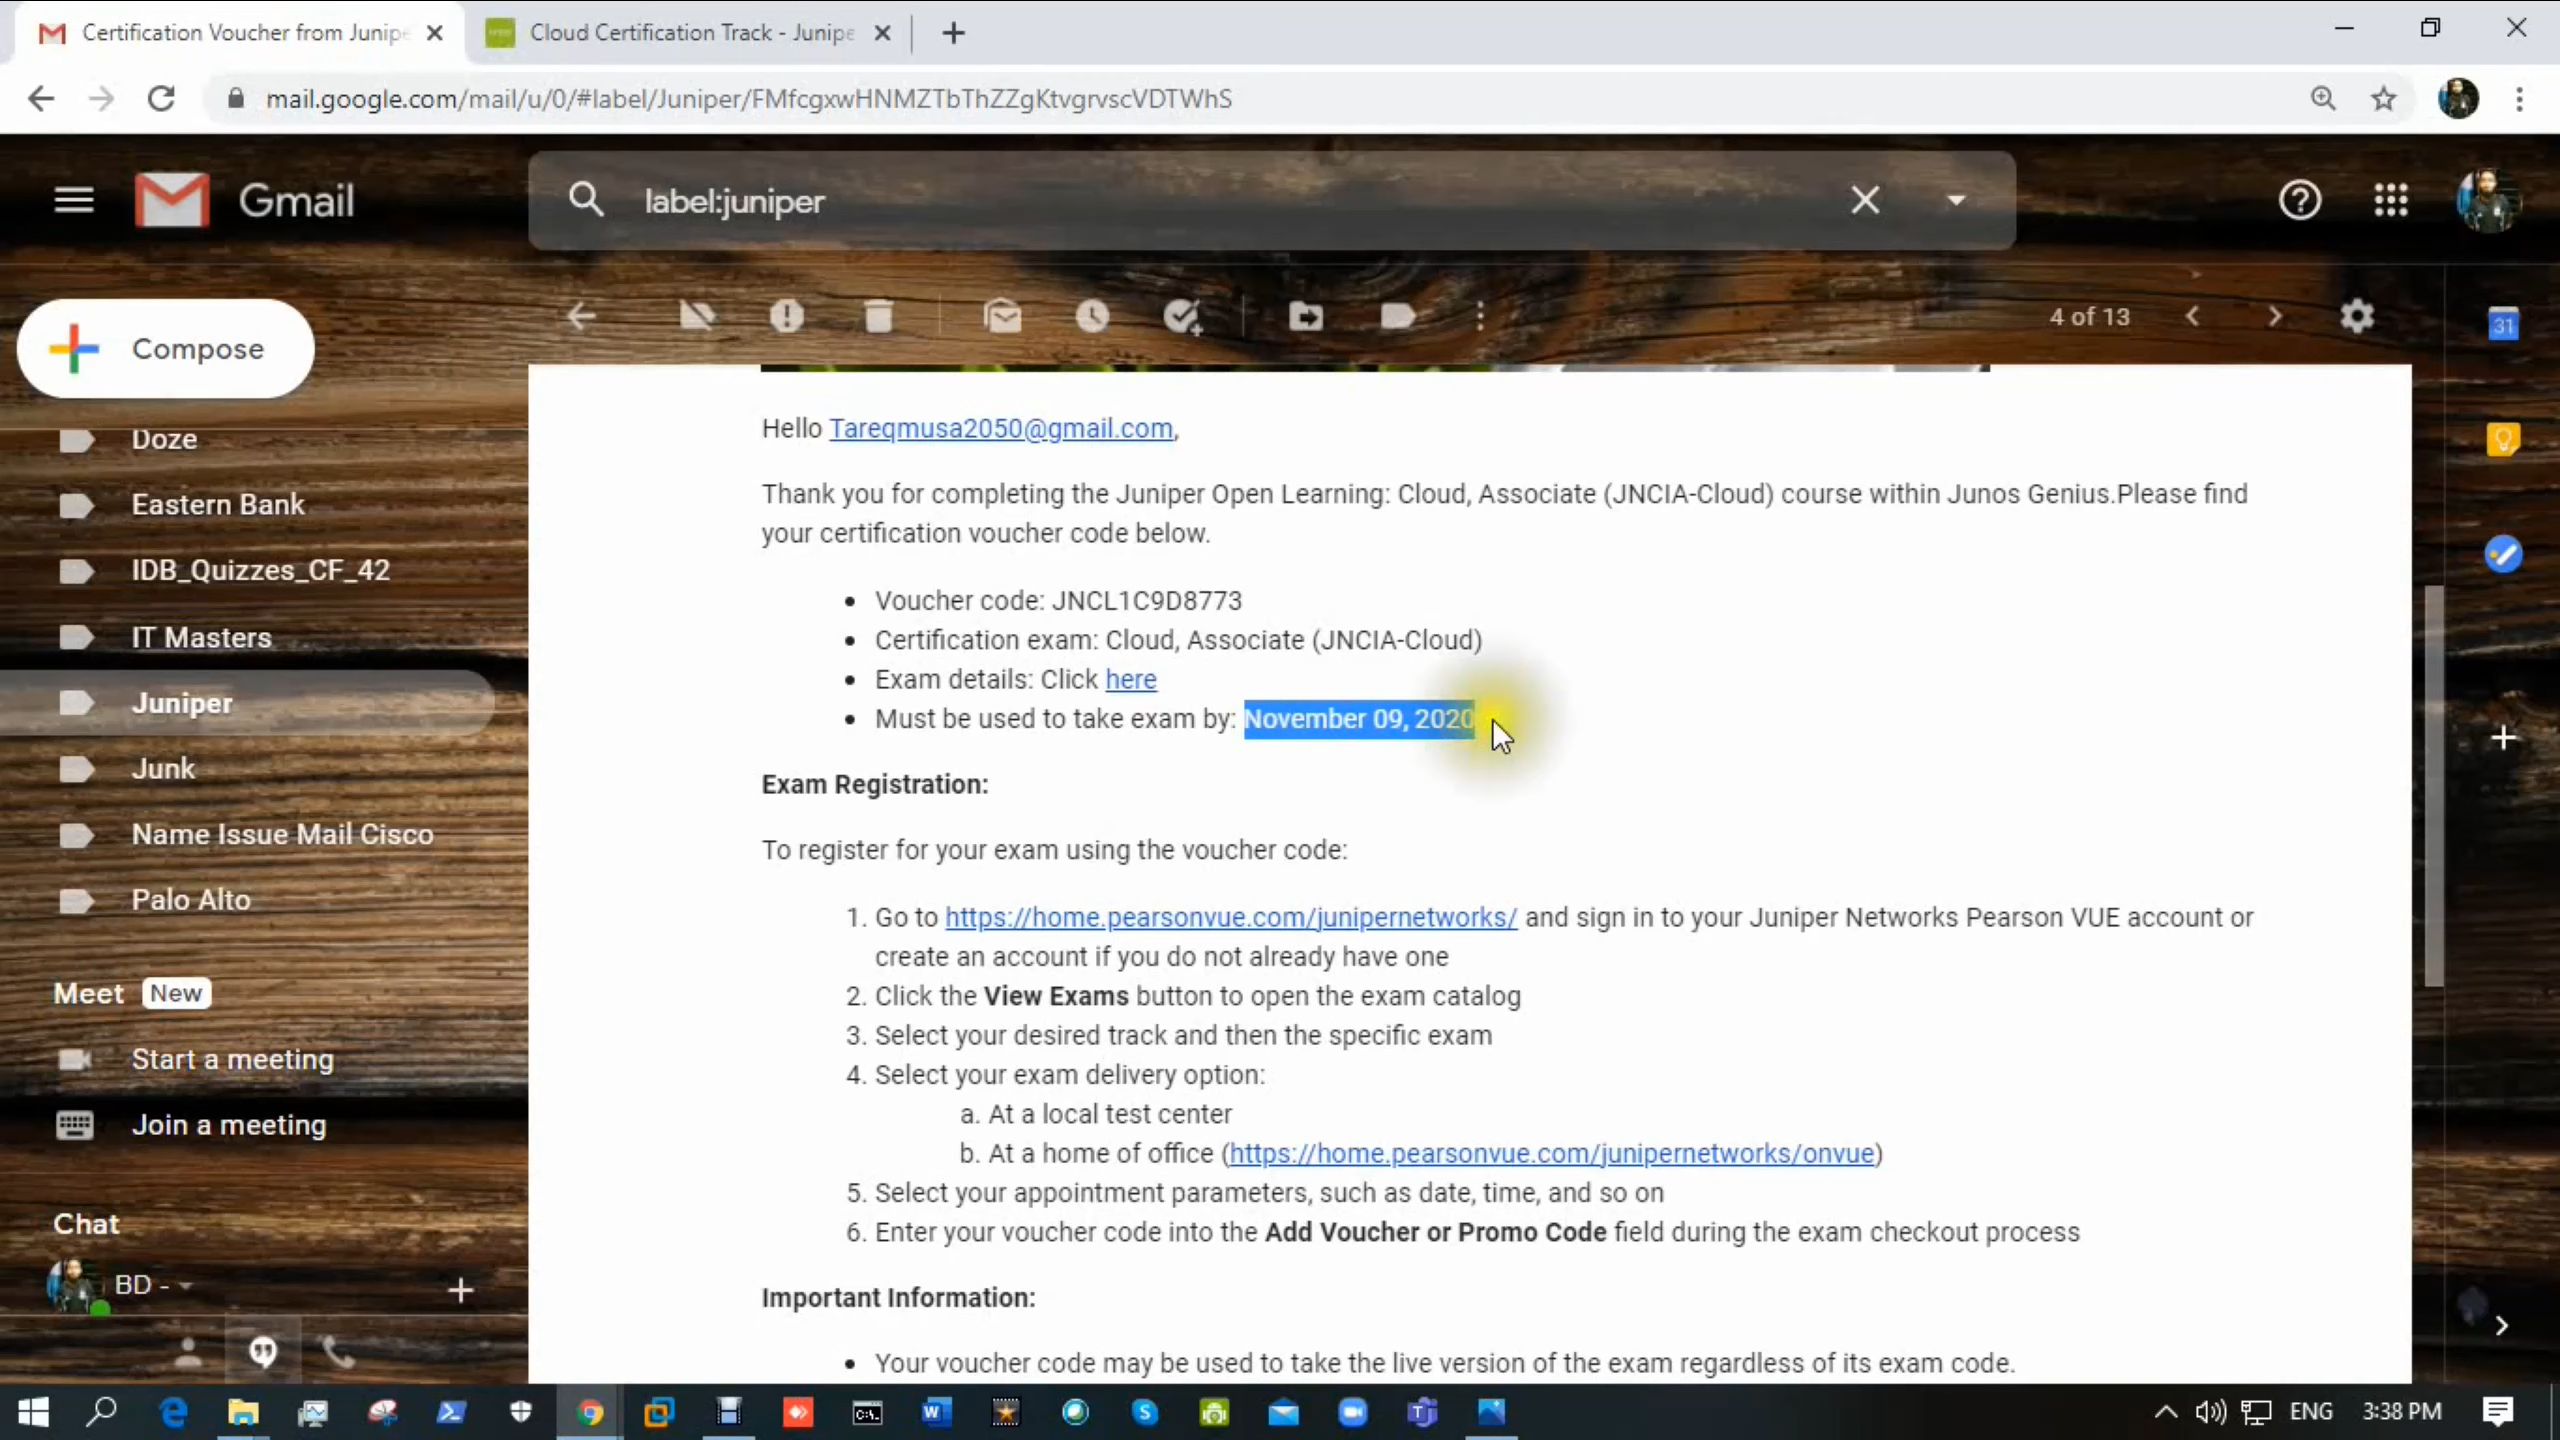 Certification Voucher from Junipe
Cloud Certification Track - Junipe
mail.google.com/mail/u/0/#label/Juniper/FMfcgxwHNMZTbThZZgKtvgrvscVDTWhS
Gmail
label:juniper
Compose
4 of 13
31
Doze
Eastern Bank
IDB_Quizzes_CF_42
IT Masters
Juniper
Junk
Name Issue Mail Cisco
Palo Alto
Meet New
Start a meeting
Join a meeting
Chat
BD -
Hello Tareqmusa2050@gmail.com,
Thank you for completing the Juniper Open Learning: Cloud, Associate (JNCIA-Cloud) course within Junos Genius.Please find
your certification voucher code below.
• Voucher code: JNCL1C9D8773
• Certification exam: Cloud, Associate (JNCIA-Cloud)
• Exam details: Click here
• Must be used to take exam by: November 09, 2020
Exam Registration:
To register for your exam using the voucher code:
1. Go to https://home.pearsonvue.com/junipernetworks/ and sign in to your Juniper Networks Pearson VUE account or
create an account if you do not already have one
2. Click the View Exams button to open the exam catalog
3. Select your desired track and then the specific exam
4. Select your exam delivery option:
a. At a local test center
b. At a home of office (https://home.pearsonvue.com/junipernetworks/onvue)
5. Select your appointment parameters, such as date, time, and so on
6. Enter your voucher code into the Add Voucher or Promo Code field during the exam checkout process
Important Information:
• Your voucher code may be used to take the live version of the exam regardless of its exam code.
ENG
3:38 PM